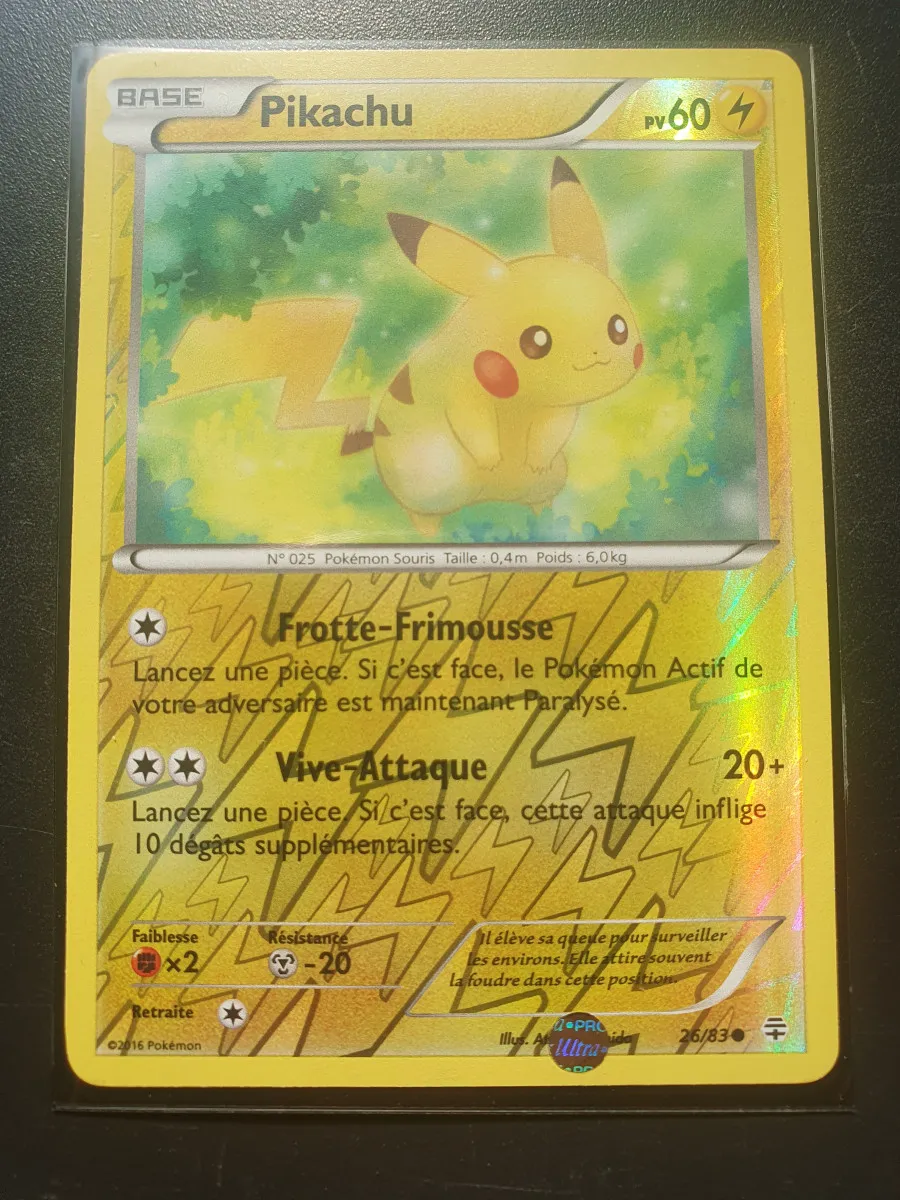 BASE Pikachu PV60
N° 025 Pokémon Souris Taille : 0,4m Poids : 6,0kg
Frotte-Frimousse
Lancez une pièce. Si c'est face, le Pokémon Actif de
votre adversaire est maintenant Paralysé.
Vive-Attaque 20+
Lancez une pièce. Si c'est face, cette attaque inflige
10 dégâts supplémentaires.
Faiblesse Résistance
×2 -20
Il élève sa queue pour surveiller
les environs. Elle attire souvent
la foudre dans cette position.
Retraite
Illus. 26/83
©2016 Pokémon
Ultra